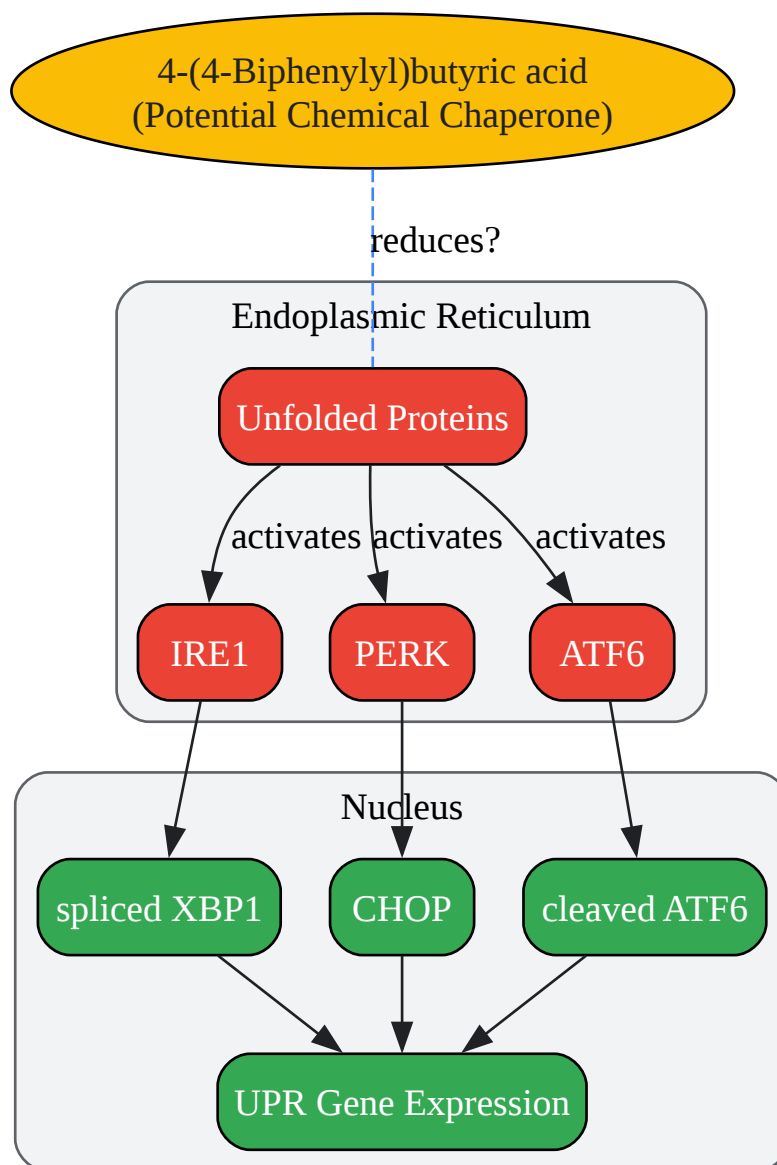 4-(4-Biphenylyl)butyric acid
(Potential Chemical Chaperone)
reduces?
Endoplasmic Reticulum
Unfolded Proteins
activates activates activates
IRE1 PERK ATF6
Nucleus
spliced XBP1 CHOP cleaved ATF6
UPR Gene Expression